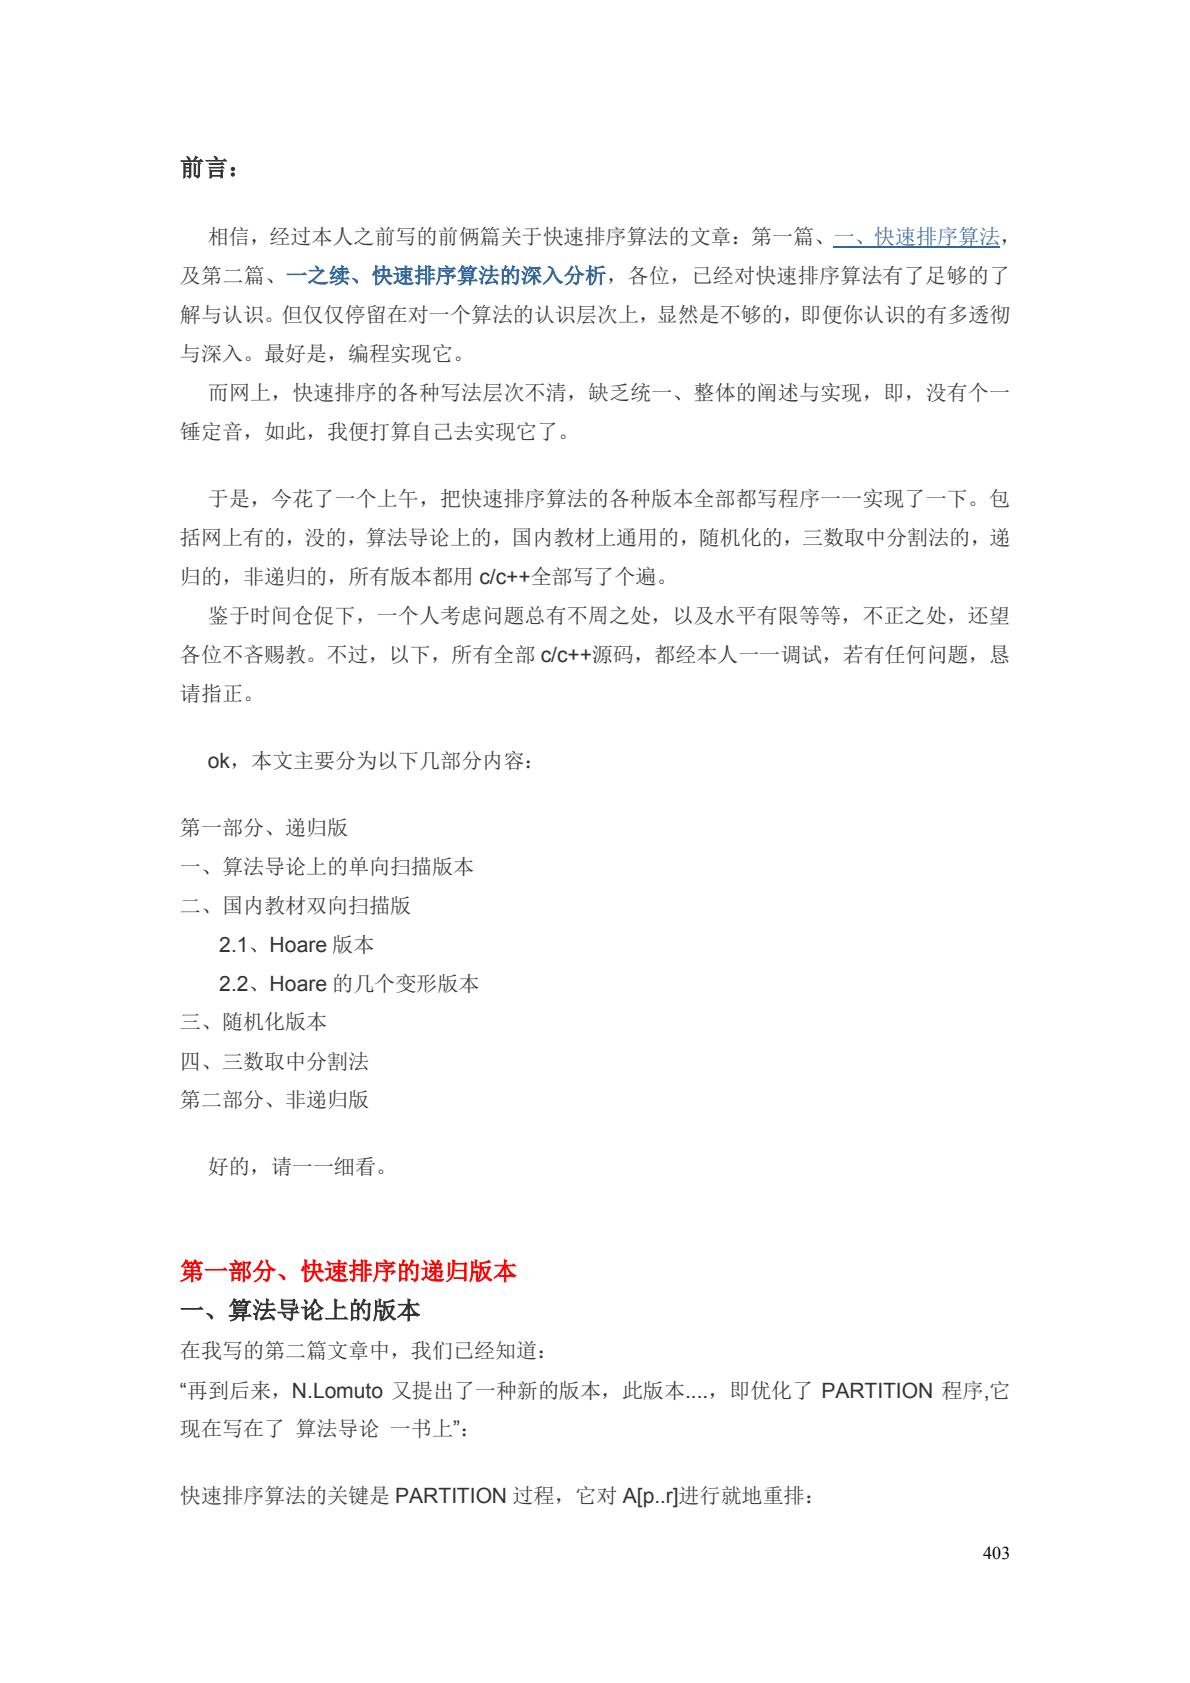 前言：
相信，经过本人之前写的前俩篇关于快速排序算法的文章：第一篇、一、快速排序算法，
及第二篇、一之续、快速排序算法的深入分析，各位，已经对快速排序算法有了足够的了
解与认识。但仅仅停留在对一个算法的认识层次上，显然是不够的，即便你认识的有多透彻
与深入。最好是，编程实现它。
而网上，快速排序的各种写法层次不清，缺乏统一、整体的阐述与实现，即，没有个一
锤定音，如此，我便打算自己去实现它了。
于是，今花了一个上午，把快速排序算法的各种版本全部都写程序一一实现了一下。包
括网上有的，没的，算法导论上的，国内教材上通用的，随机化的，三数取中分割法的，递
归的，非递归的，所有版本都用 c/c++全部写了个遍。
鉴于时间仓促下，一个人考虑问题总有不周之处，以及水平有限等等，不正之处，还望
各位不吝赐教。不过，以下，所有全部 c/c++源码，都经本人一一调试，若有任何问题，恳
请指正。
ok，本文主要分为以下几部分内容：
第一部分、递归版
一、算法导论上的单向扫描版本
二、国内教材双向扫描版
2.1、Hoare 版本
2.2、Hoare 的几个变形版本
三、随机化版本
四、三数取中分割法
第二部分、非递归版
好的，请一一细看。
第一部分、快速排序的递归版本
一、算法导论上的版本
在我写的第二篇文章中，我们已经知道：
“再到后来，N.Lomuto 又提出了一种新的版本，此版本....，即优化了 PARTITION 程序,它
现在写在了 算法导论 一书上”：
快速排序算法的关键是 PARTITION 过程，它对 A[p..r]进行就地重排：
403